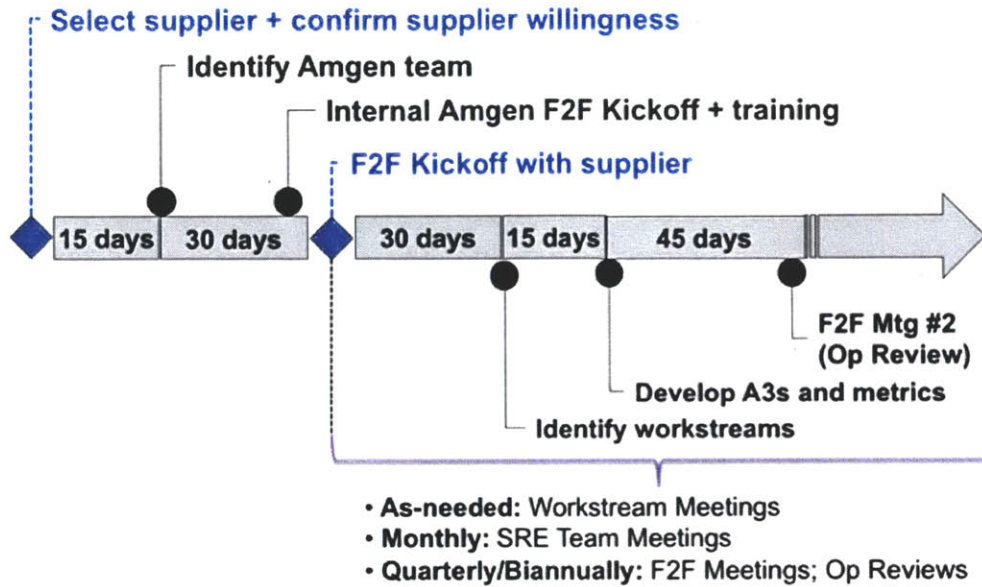 Select supplier + confirm supplier willingness
Identify Amgen team
Internal Amgen F2F Kickoff + training
F2F Kickoff with supplier
15 days
30 days
30 days
15 days
45 days
F2F Mtg #2
(Op Review)
Develop A3s and metrics
Identify workstreams
• As-needed: Workstream Meetings
• Monthly: SRE Team Meetings
• Quarterly/Biannually: F2F Meetings; Op Reviews